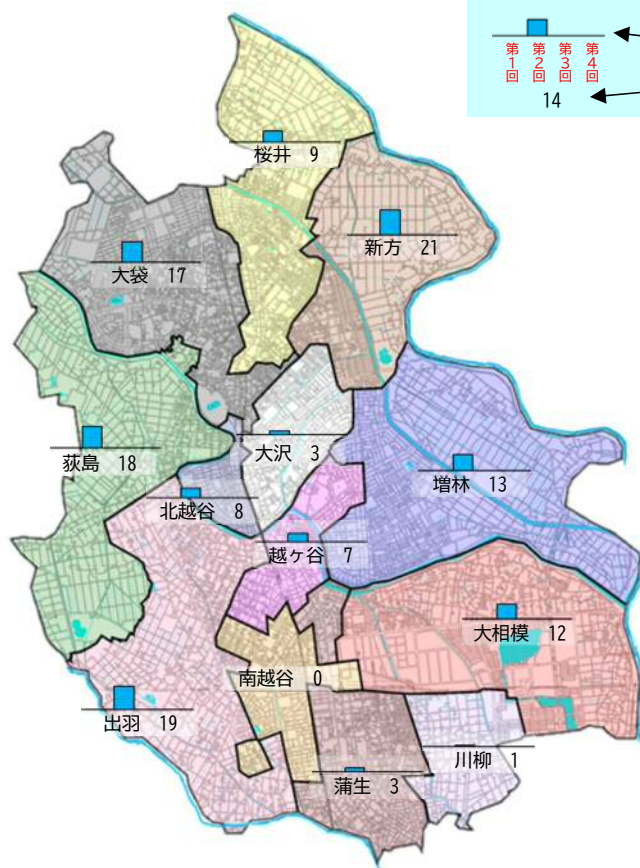 第1回
第2回
第3回
第4回
14
桜井 9
新方 21
大袋 17
大沢 3
荻島 18
増林 13
北越谷 8
越ヶ谷 7
大相模 12
南越谷 0
出羽 19
川柳 1
蒲生 3